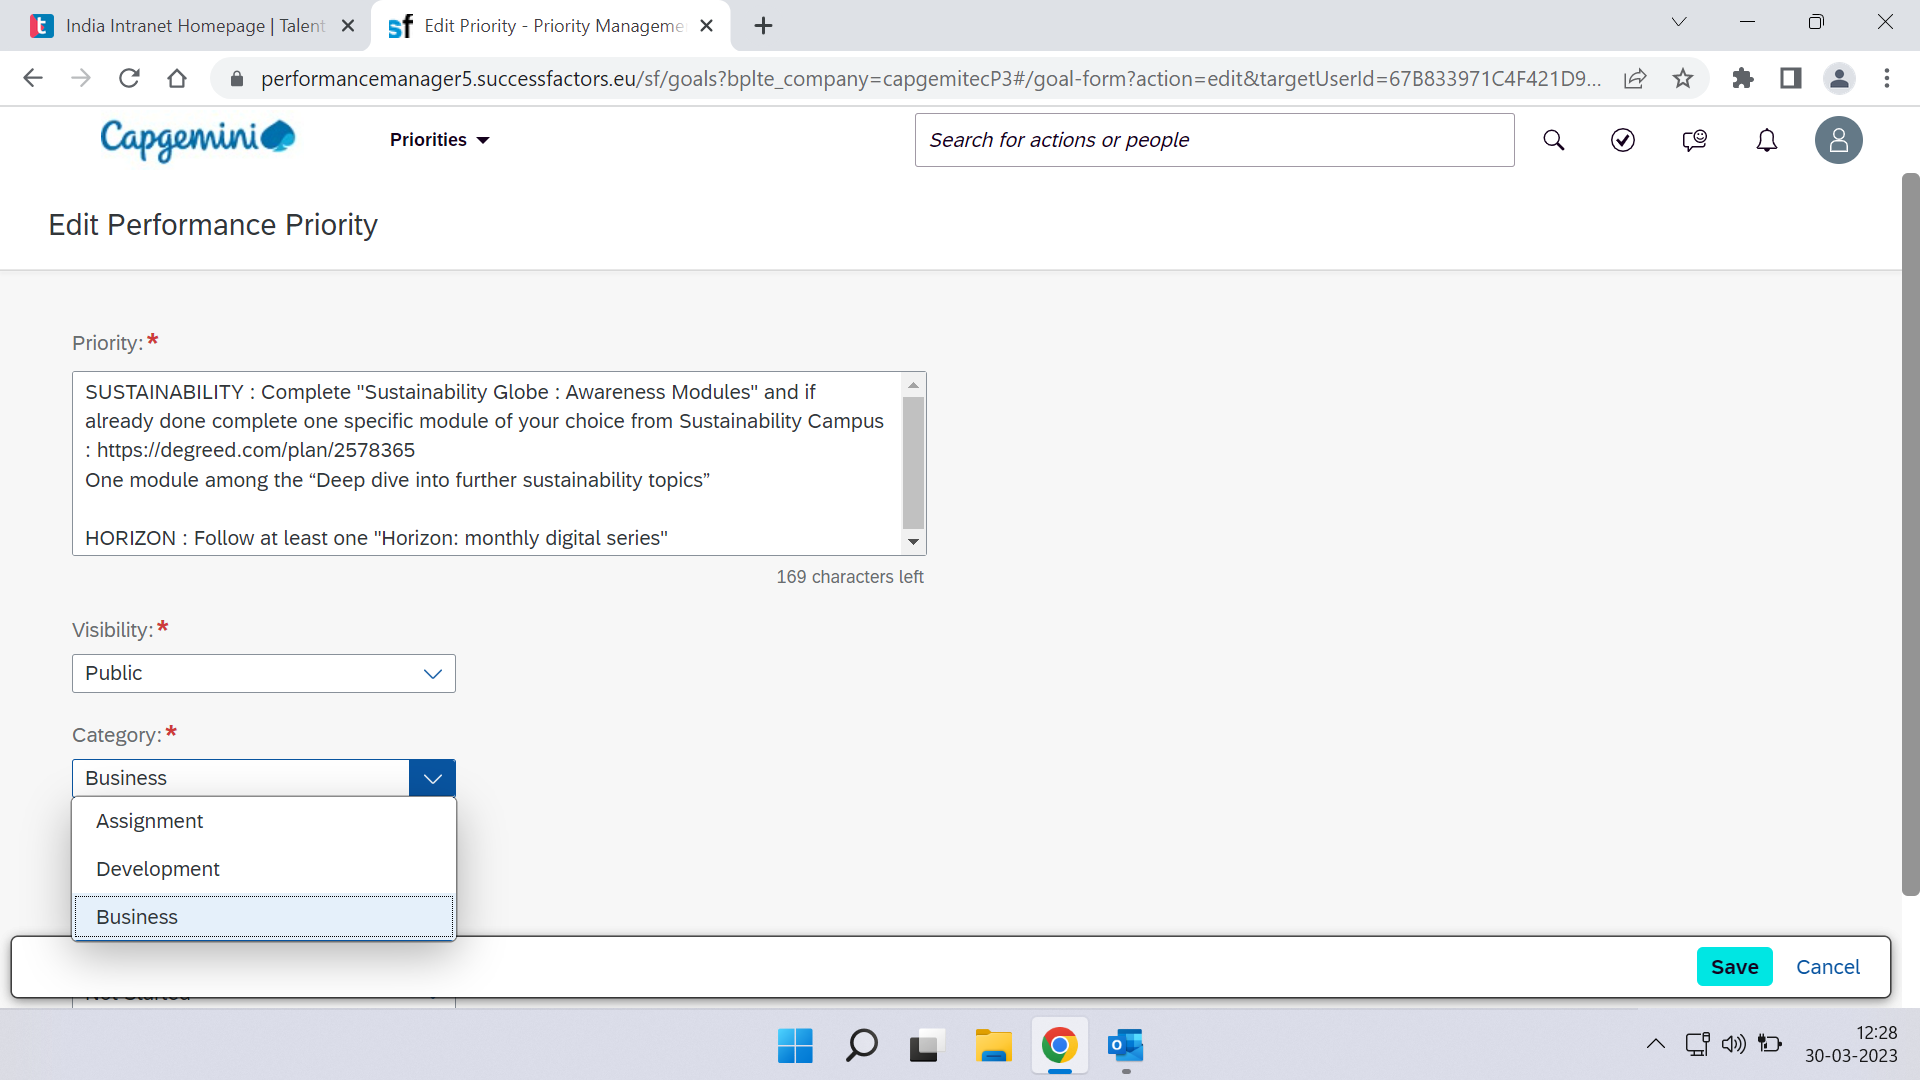 India Intranet Homepage | Talent
Edit Priority - Priority Manageme
performancemanager5.successfactors.eu/sf/goals?bplte_company=capgemitecP3#/goal-form?action=edit&targetUserId=67B833971C4F421D9...
Capgemini
Priorities
Search for actions or people
Edit Performance Priority
Priority:*
SUSTAINABILITY : Complete "Sustainability Globe : Awareness Modules" and if
already done complete one specific module of your choice from Sustainability Campus
: https://degreed.com/plan/2578365
One module among the “Deep dive into further sustainability topics”
HORIZON : Follow at least one "Horizon: monthly digital series"
169 characters left
Visibility:*
Public
Category:*
Business
Assignment
Development
Business
Save
Cancel
Not Started
12:28
30-03-2023